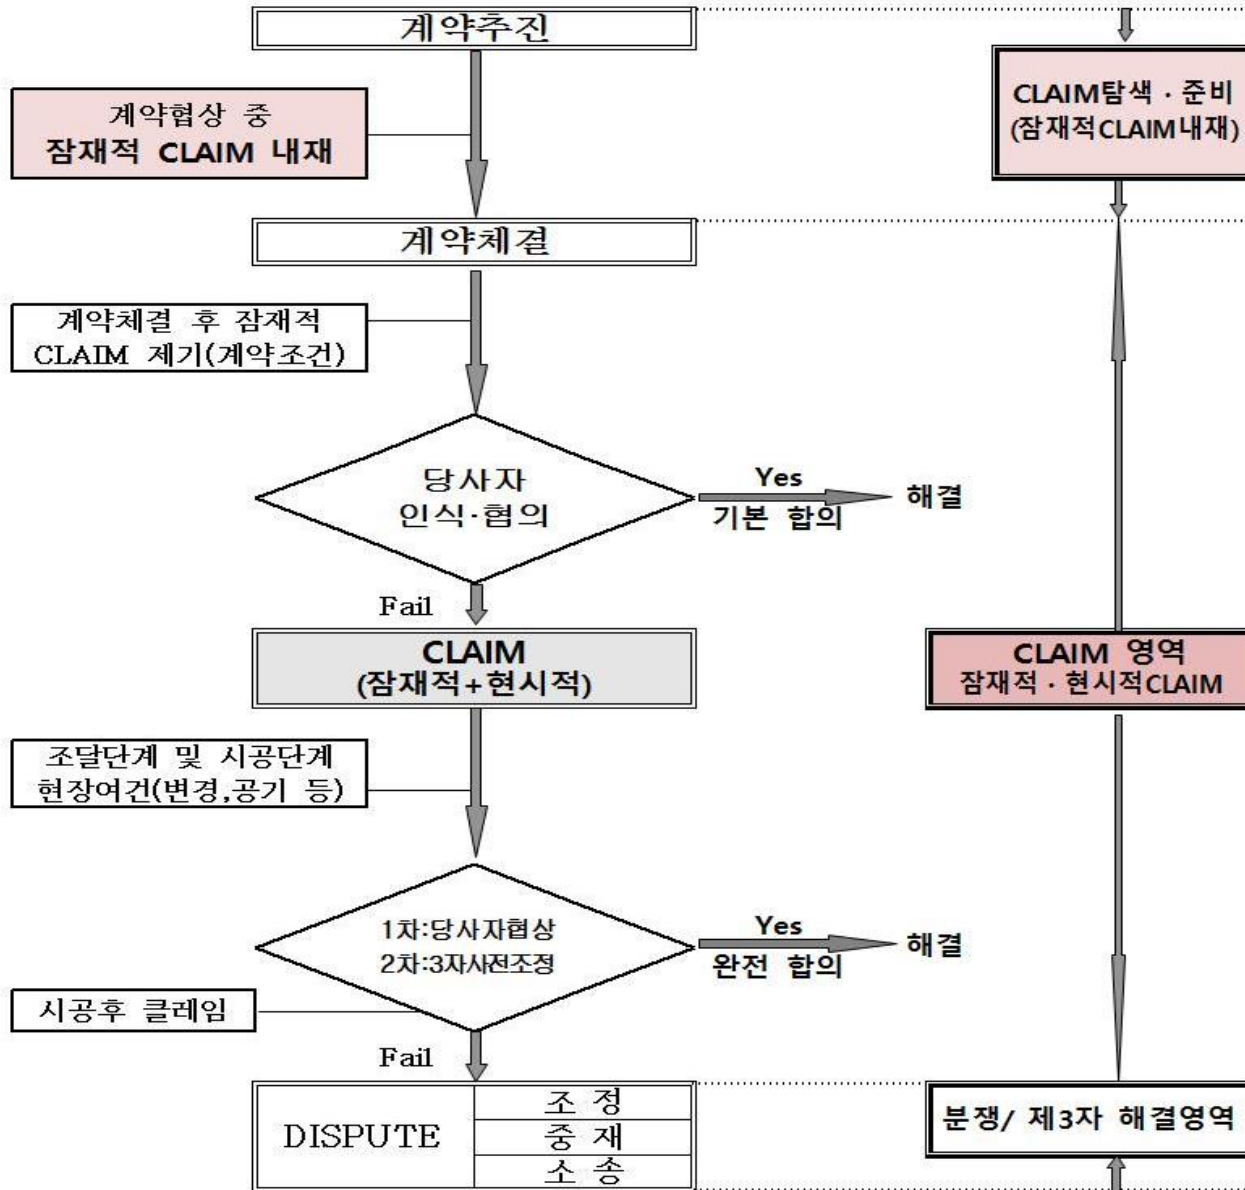 계약추진
CLAIM탐색 · 준비
(잠재적CLAIM내재)
계약협상 중
잠재적 CLAIM 내재
계약체결
계약체결 후 잠재적
CLAIM 제기(계약조건)
당사자
인식·협의
Yes
기본 합의
해결
Fail
CLAIM
(잠재적+현시적)
CLAIM 영역
잠재적 · 현시적CLAIM
조달단계 및 시공단계
현장여건(변경,공기 등)
1차:당사자협상
2차:3자사전조정
Yes
완전 합의
해결
시공후 클레임
Fail
DISPUTE
조 정
중 재
소 송
분쟁/ 제3자 해결영역